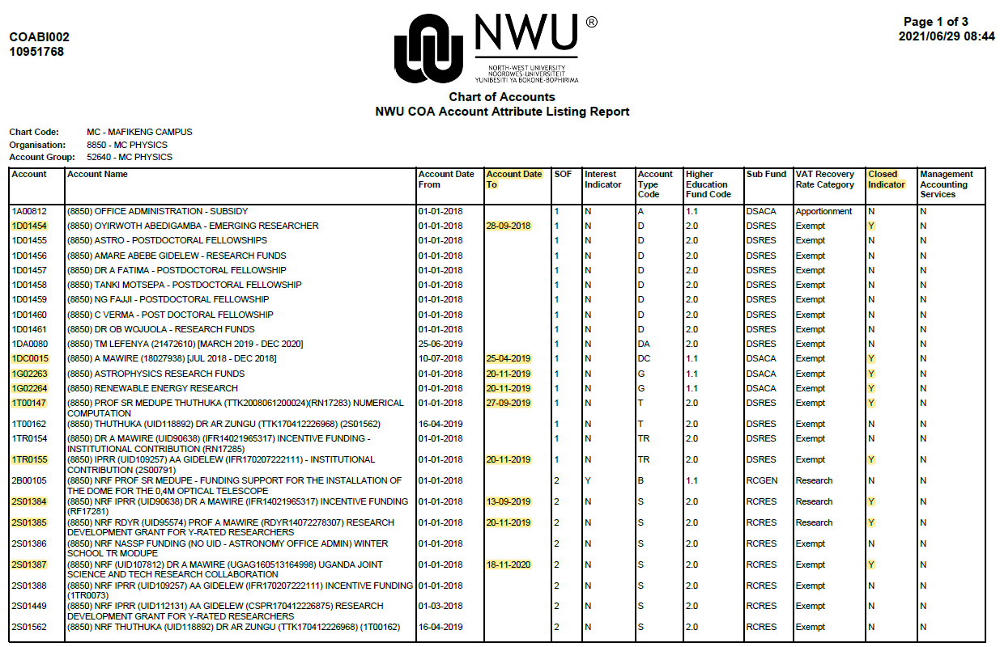 COABI002
10951768
NWU ®
NORTH-WEST UNIVERSITY
NOORDWES-UNIVERSITEIT
YUNIBESITI YA BOKONE-BOPHIRIMA
Page 1 of 3
2021/06/29 08:44
Chart of Accounts
NWU COA Account Attribute Listing Report
Chart Code: MC - MAFIKENG CAMPUS
Organisation: 8850 - MC PHYSICS
Account Group: 52640 - MC PHYSICS
Account Account Name Account Date Account Date SOF Interest Account Higher Sub Fund VAT Recovery Closed Management
From To Indicator Type Education Rate Category Indicator Accounting
Code Fund Code Services
1A00812 (8850) OFFICE ADMINISTRATION - SUBSIDY 01-01-2018 1 N A 1.1 DSACA Apportionment N N
1D01454 (8850) OYIRWOTH ABEDIGAMBA - EMERGING RESEARCHER 01-01-2018 28-09-2018 1 N D 2.0 DSRES Exempt Y N
1D01455 (8850) ASTRO - POSTDOCTORAL FELLOWSHIPS 01-01-2018 1 N D 2.0 DSRES Exempt N N
1D01456 (8850) AMARE ABEBE GIDELEW - RESEARCH FUNDS 01-01-2018 1 N D 2.0 DSRES Exempt N N
1D01457 (8850) DR A FATIMA - POSTDOCTORAL FELLOWSHIP 01-01-2018 1 N D 2.0 DSRES Exempt N N
1D01458 (8850) TANKI MOTSEPA - POSTDOCTORAL FELLOWSHIP 01-01-2018 1 N D 2.0 DSRES Exempt N N
1D01459 (8850) NG FAJJI - POSTDOCTORAL FELLOWSHIP 01-01-2018 1 N D 2.0 DSRES Exempt N N
1D01460 (8850) C VERMA - POST DOCTORAL FELLOWSHIP 01-01-2018 1 N D 2.0 DSRES Exempt N N
1D01461 (8850) DR OB WOJUOLA - RESEARCH FUNDS 01-01-2018 1 N D 2.0 DSRES Exempt N N
1DA0080 (8850) TM LEFENYA (21472610) [MARCH 2019 - DEC 2020] 25-06-2019 1 N DA 2.0 DSRES Exempt N N
1DC0015 (8850) A MAWIRE (18027938) [JUL 2018 - DEC 2018] 10-07-2018 25-04-2019 1 N DC 1.1 DSACA Exempt Y N
1G02263 (8850) ASTROPHYSICS RESEARCH FUNDS 01-01-2018 20-11-2019 1 N G 1.1 DSACA Exempt Y N
1G02264 (8850) RENEWABLE ENERGY RESEARCH 01-01-2018 20-11-2019 1 N G 1.1 DSACA Exempt Y N
1T00147 (8850) PROF SR MEDUPE THUTHUKA (TTK2008061200024)(RN17283) NUMERICAL 01-01-2018 27-09-2019 1 N T 2.0 DSRES Exempt Y N
COMPUTATION
1T00162 (8850) THUTHUKA (UID118892) DR AR ZUNGU (TTK170412226968) (2S01562) 16-04-2019 1 N T 2.0 DSRES Exempt N N
1TR0154 (8850) DR A MAWIRE (UID90638) (IFR14021965317) INCENTIVE FUNDING - 01-01-2018 1 N TR 2.0 DSRES Exempt N N
INSTITUTIONAL CONTRIBUTION (RN17285)
1TR0155 (8850) IPRR (UID109257) AA GIDELEW (IFR170207222111) - INSTITUTIONAL 01-01-2018 20-11-2019 1 N TR 2.0 DSRES Exempt Y N
CONTRIBUTION (2S00791)
2B00105 (8850) NRF PROF SR MEDUPE - FUNDING SUPPORT FOR THE INSTALLATION OF 01-01-2018 2 Y B 1.1 RCGEN Research N N
THE DOME FOR THE 0,4M OPTICAL TELESCOPE
2S01384 (8850) NRF IPRR (UID90638) DR A MAWIRE (IFR14021965317) INCENTIVE FUNDING 01-01-2018 13-09-2019 2 N S 2.0 RCRES Research Y N
(RF17281)
2S01385 (8850) NRF RDYR (UID95574) PROF A MAWIRE (RDYR14072278307) RESEARCH 01-01-2018 20-11-2019 2 N S 2.0 RCRES Research Y N
DEVELOPMENT GRANT FOR Y-RATED RESEARCHERS
2S01386 (8850) NRF NASSP FUNDING (NO UID - ASTRONOMY OFFICE ADMIN) WINTER 01-01-2018 2 N S 2.0 RCRES Exempt N N
SCHOOL TR MODUPE
2S01387 (8850) NRF (UID107812) DR A MAWIRE (UGAG160513164998) UGANDA JOINT 01-01-2018 18-11-2020 2 N S 2.0 RCRES Exempt Y N
SCIENCE AND TECH RESEARCH COLLABORATION
2S01388 (8850) NRF IPRR (UID109257) AA GIDELEW (IFR170207222111) INCENTIVE FUNDING 01-01-2018 2 N S 2.0 RCRES Exempt N N
(1TR0073)
2S01449 (8850) NRF IPRR (UID112131) AA GIDELEW (CSPR170412226875) RESEARCH 01-03-2018 2 N S 2.0 RCRES Exempt N N
DEVELOPMENT GRANT FOR Y-RATED RESEARCHERS
2S01562 (8850) NRF THUTHUKA (UID118892) DR AR ZUNGU (TTK170412226968) (1T00162) 16-04-2019 2 N S 2.0 RCRES Exempt N N